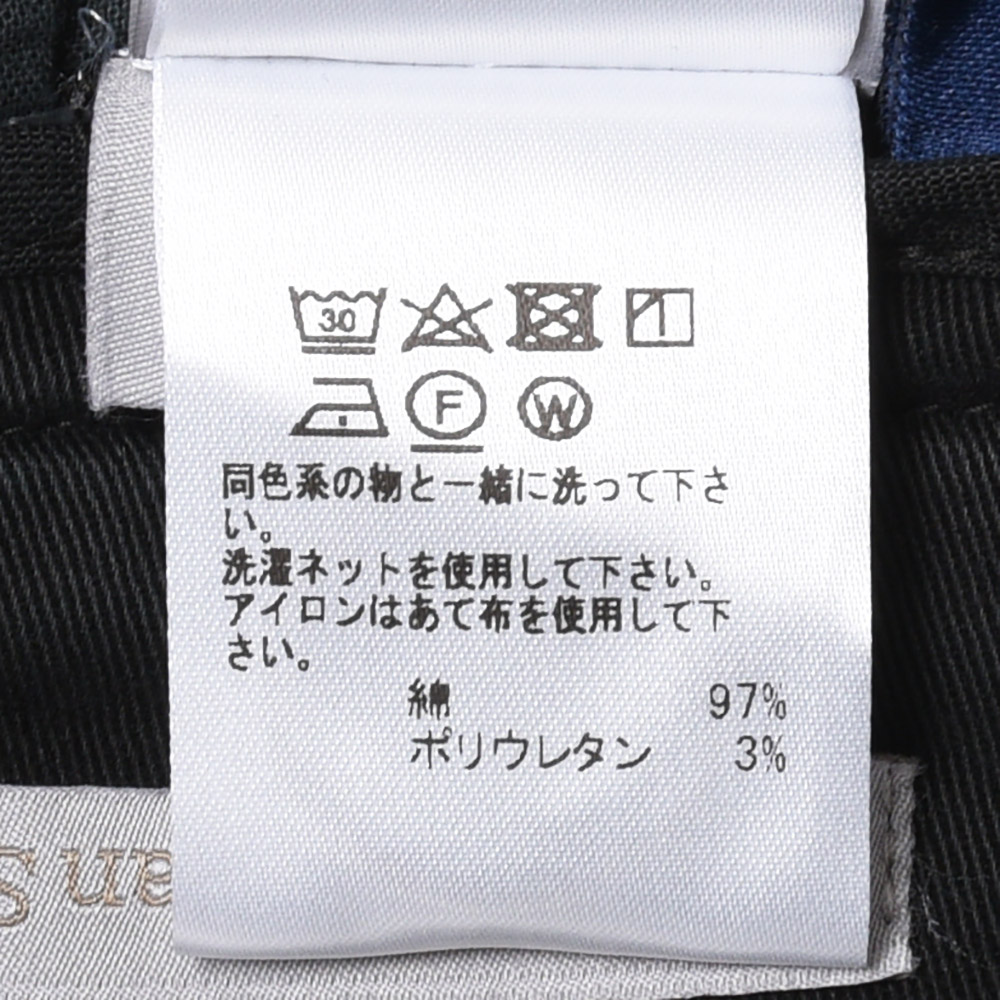 30
F
W
同色系の物と一緒に洗って下さ
い。
洗濯ネットを使用して下さい。
アイロンはあて布を使用して下
さい。
綿 97%
ポリウレタン 3%